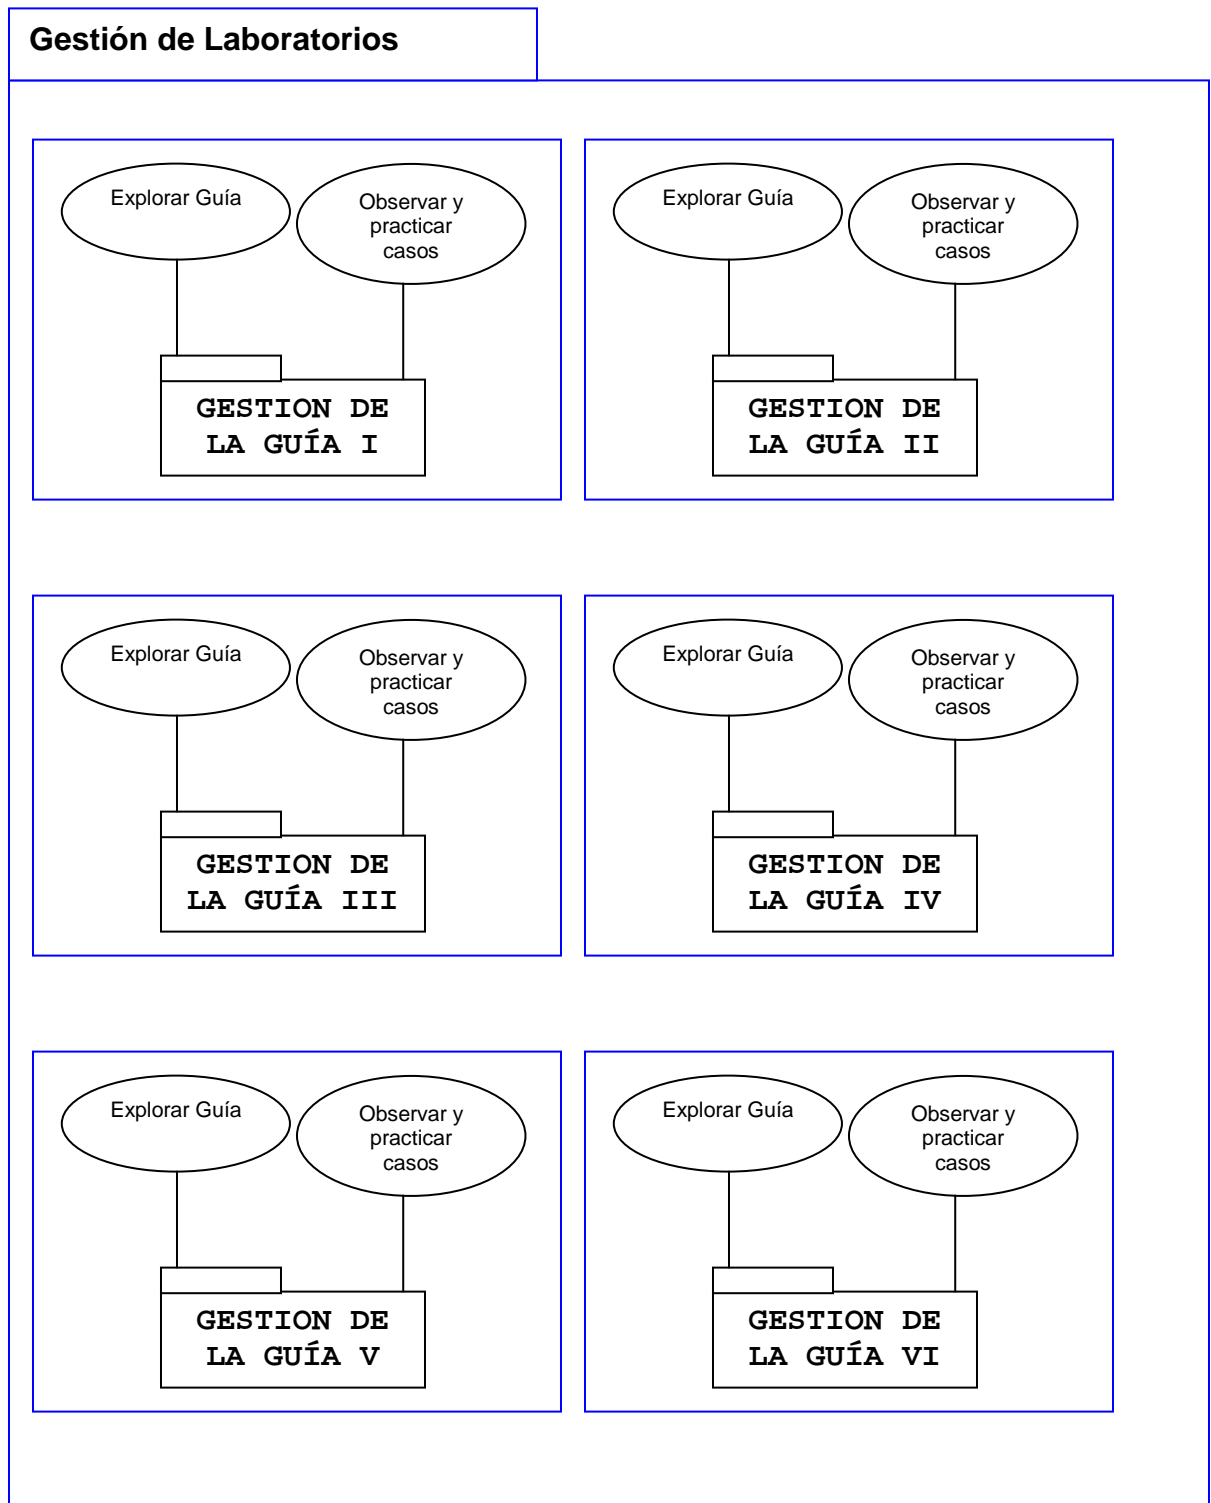 Gestión de Laboratorios
Explorar Guía
Observar y
practicar
casos
GESTION DE
LA GUÍA I
Explorar Guía
Observar y
practicar
casos
GESTION DE
LA GUÍA II
Explorar Guía
Observar y
practicar
casos
GESTION DE
LA GUÍA III
Explorar Guía
Observar y
practicar
casos
GESTION DE
LA GUÍA IV
Explorar Guía
Observar y
practicar
casos
GESTION DE
LA GUÍA V
Explorar Guía
Observar y
practicar
casos
GESTION DE
LA GUÍA VI